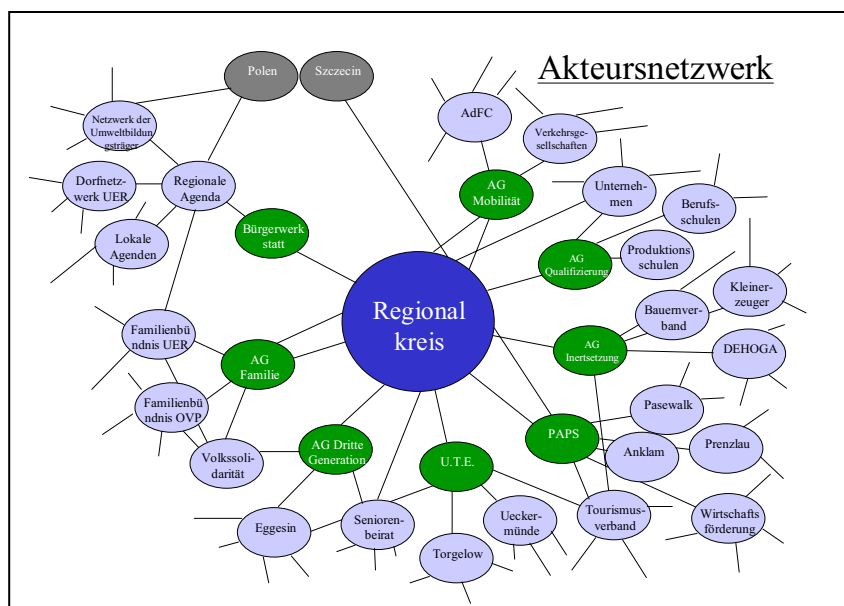 Akteursnetzwerk
Polen
Szczecin
AdFC
Verkehrsge-
sellschaften
Netzwerk der
Umweltbildun
gsträger
Dorfnetz-
werk UER
Regionale
Agenda
AG
Mobilität
Unterneh-
men
Berufs-
schulen
Lokale
Agenden
Bürgerwerk
statt
AG
Qualifizierung
Produktions
schulen
Kleiner-
zeuger
Regional
kreis
Bauernver-
band
Familienbü
ndnis UER
AG
Familie
AG
Inertsetzung
DEHOGA
Familienbü
ndnis OVP
Pasewalk
Volkssoli-
darität
AG Dritte
Generation
U.T.E.
PAPS
Anklam
Prenzlau
Eggesin
Senioren-
beirat
Torgelow
Uecker-
münde
Tourismus-
verband
Wirtschafts
förderung